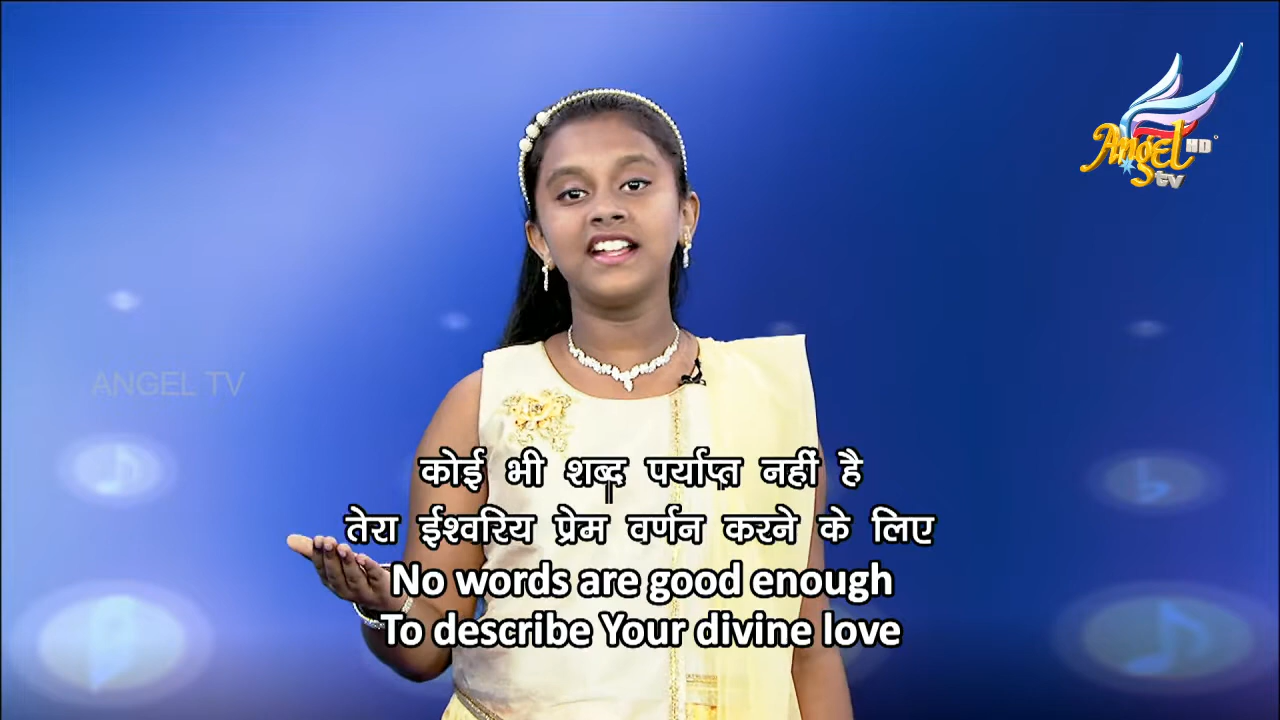 Angel HD
tv
ANGEL TV
कोई भी शब्द पर्याप्त नहीं है
तेरा ईश्वरिय प्रेम वर्णन करने के लिए
No words are good enough
To describe Your divine love